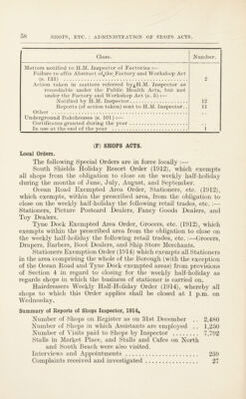 58 SHOPS, ETC. : ADMINISTRATION OF SHOPS ACTS.
Class. Number.
Matters notified to H.M. Inspector of Factories :—
Failure to affix Abstract of the Factory and Workshop Act
(s. 133) 2
Action taken in matters referred by H.M. Inspector as
remediable under the Public Health Acts, but not
under the Factory and Workshop Act (s. 5) :—
Notified by H.M. Inspector 12
Reports (of action taken) sent to H.M. Inspector 11
Other
Underground Bakehouses (s. 101) :—
Certificates granted during the year
In use at the end of the year
(F) SHOPS ACTS.
Local Orders.
The following Special Orders are in force locally :—
South Shields Holiday Resort Order (1912), which exempts
all shops from the obligation to close on the weekly half-holiday
during the months of June, July, August, and September.
Ocean Road Exempted Area Order, Stationers, etc. (1912),
which exempts, within the prescribed area, from the obligation to
close on the weekly half-holiday the following retail trades, etc. :—
Stationers, Picture Postcard Dealers, Fancy Goods Dealers, and
Toy Dealers.
Tyne Dock Exempted Area Order, Grocers, etc. (1912), which
exempts within the prescribed area from the obligation to close on
the weekly half-holiday the following retail trades, etc. :—Grocers,
Drapers, Barbers, Boot Dealers, and Ship Store Merchants.
Stationers Exemption Order (1914) which exempts all Stationers
in the area comprising the whole of the Borough (with the exception
of the Ocean Road and Tyne Dock exempted areas) from provisions
of Section 4 in regard to closing for the weekly half-holiday as
regards shops in which the business of stationer is carried on.
Hairdressers Weekly Half-Holiday Order (1914), whereby all
shops to which this Order applies shall be closed at 1 p.m. on
Wednesday.
Summary of Reports of Shops Inspector, 1914.
Number of Shops on Register as on 31st December .. 2,480
Number of Shops in which Assistants are employed .. 1,250
Number of Visits paid to Shops by Inspector 7,792
Stalls in Market Place, and Stalls and Cafes on North
and South Beach were also visited.
Interviews and Appointments 259
Complaints received and investigated 27